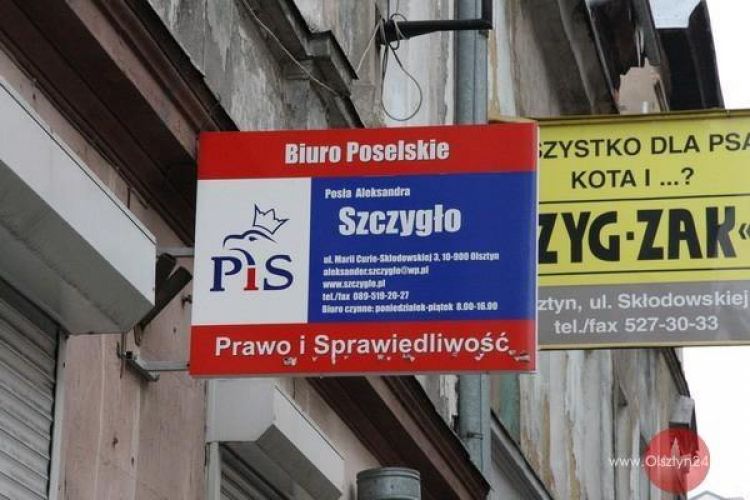 Biuro Poselskie
Posła Aleksandra
Szczygło
ul. Marii Curie-Skłodowskiej 3, 10-900 Olsztyn
aleksander.szczyglo@wp.pl
www.szczyglo.pl
tel./fax 089-519-20-27
Biuro czynne: poniedziałek-piątek 8.00-16.00
PiS
Prawo i Sprawiedliwość
SZYSTKO DLA PSA
KOTA I ...?
ZYG-ZAK«
ztyn, ul. Skłodowskiej
tel./fax 527-30-33
www.Olsztyn24